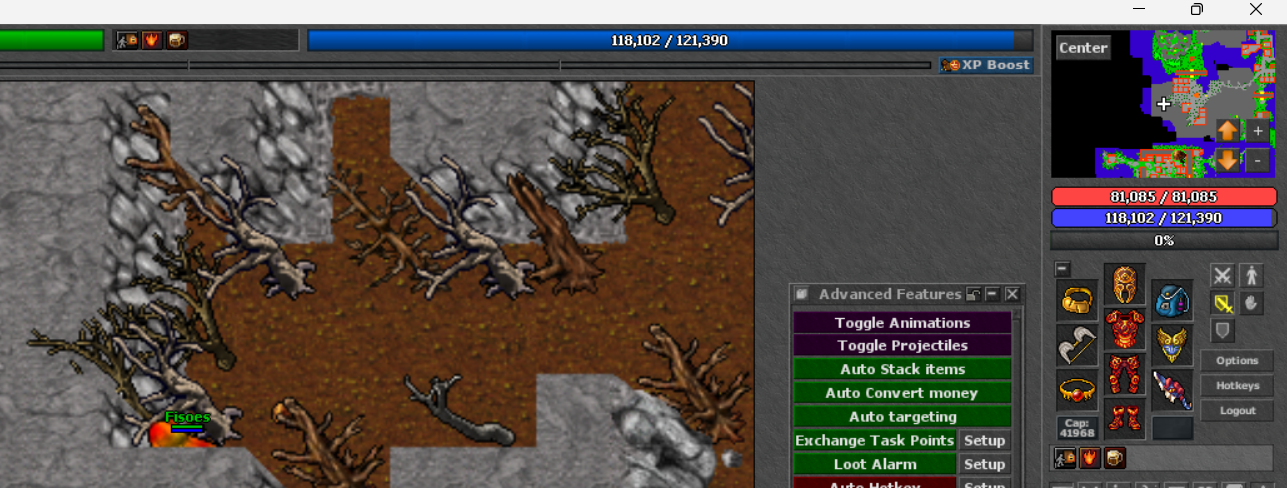 118,102 / 121,390
XP Boost
Center
+
-
81,085 / 81,085
118,102 / 121,390
0%
Advanced Features
Toggle Animations
Toggle Projectiles
Auto Stack items
Auto Convert money
Auto targeting
Exchange Task Points Setup
Loot Alarm Setup
Auto Hotkey Setup
Fisoes
Options
Hotkeys
Logout
Cap:
41968